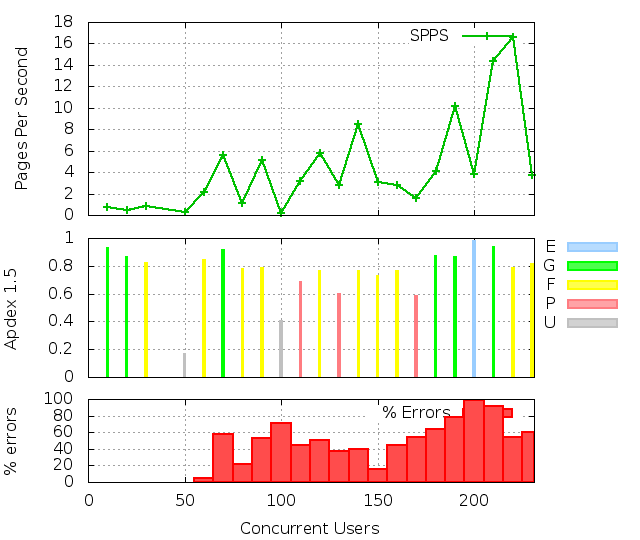 SPPS
Pages Per Second
18
16
14
12
10
8
6
4
2
0
Apdex 1.5
1
0.8
0.6
0.4
0.2
0
E
G
F
P
U
% Errors
% errors
100
80
60
40
20
0
0 50 100 150 200
Concurrent Users